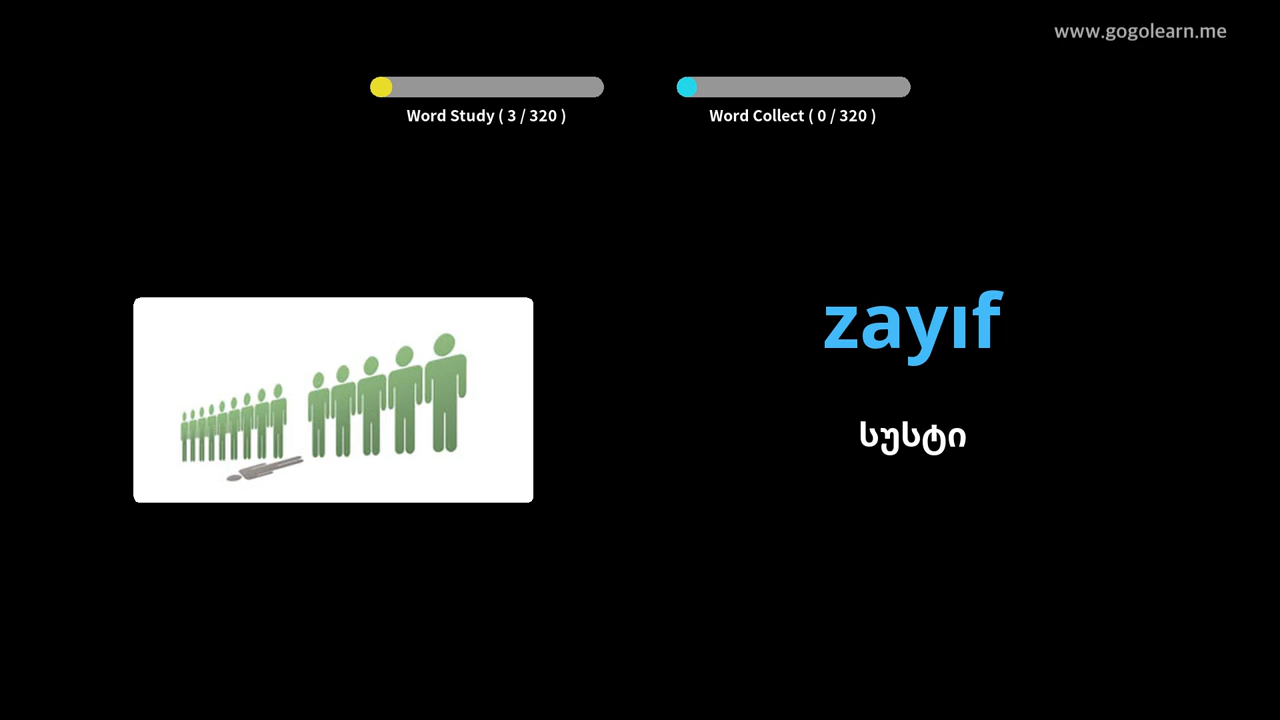 www.gogolearn.me
Word Study ( 3 / 320 )
Word Collect ( 0 / 320 )
zayıf
სუსტი